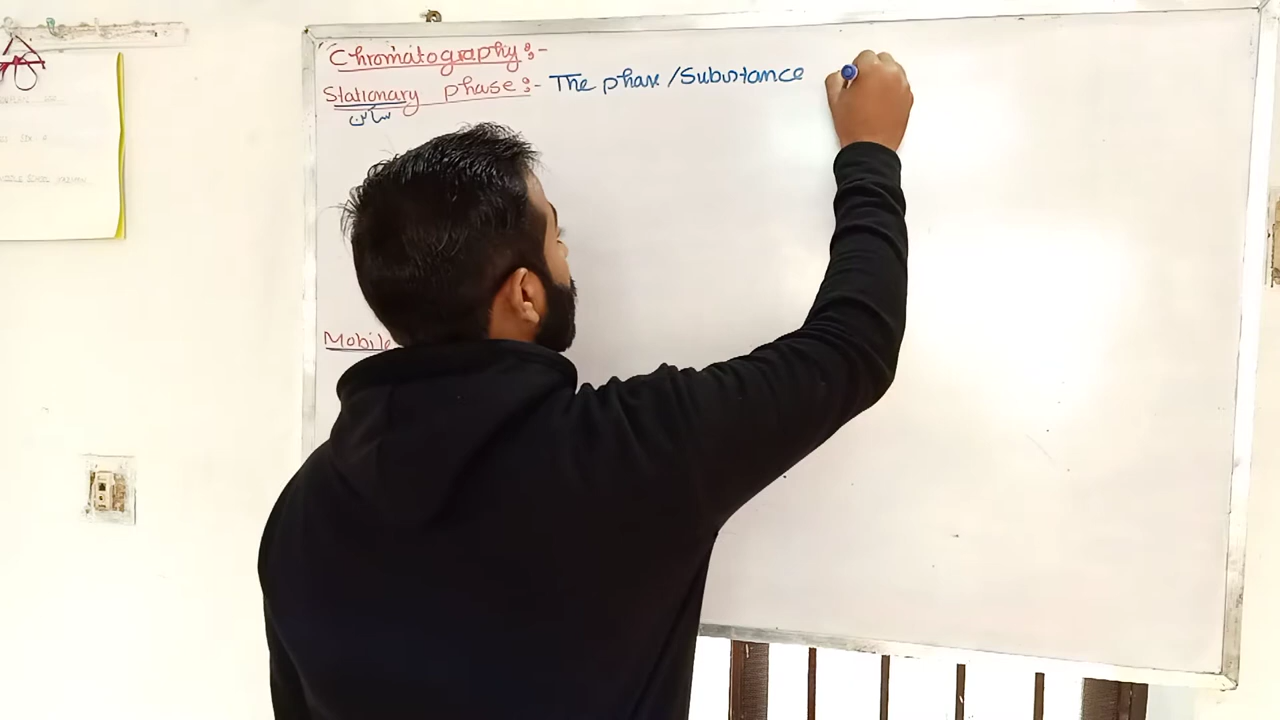 Chromatography :-
Stationary phase :- The phase / Substance
ساکن
Mobile